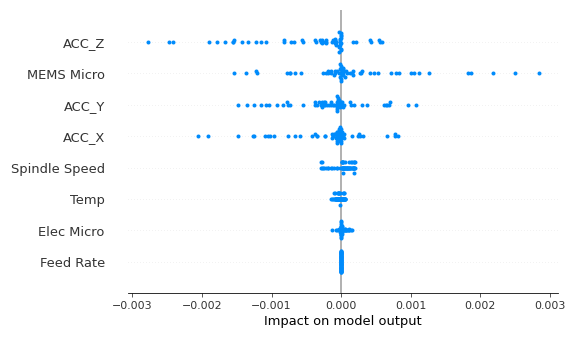 ACC_Z
MEMS Micro
ACC_Y
ACC_X
Spindle Speed
Temp
Elec Micro
Feed Rate
−0.003 −0.002 −0.001 0.000 0.001 0.002 0.003
Impact on model output